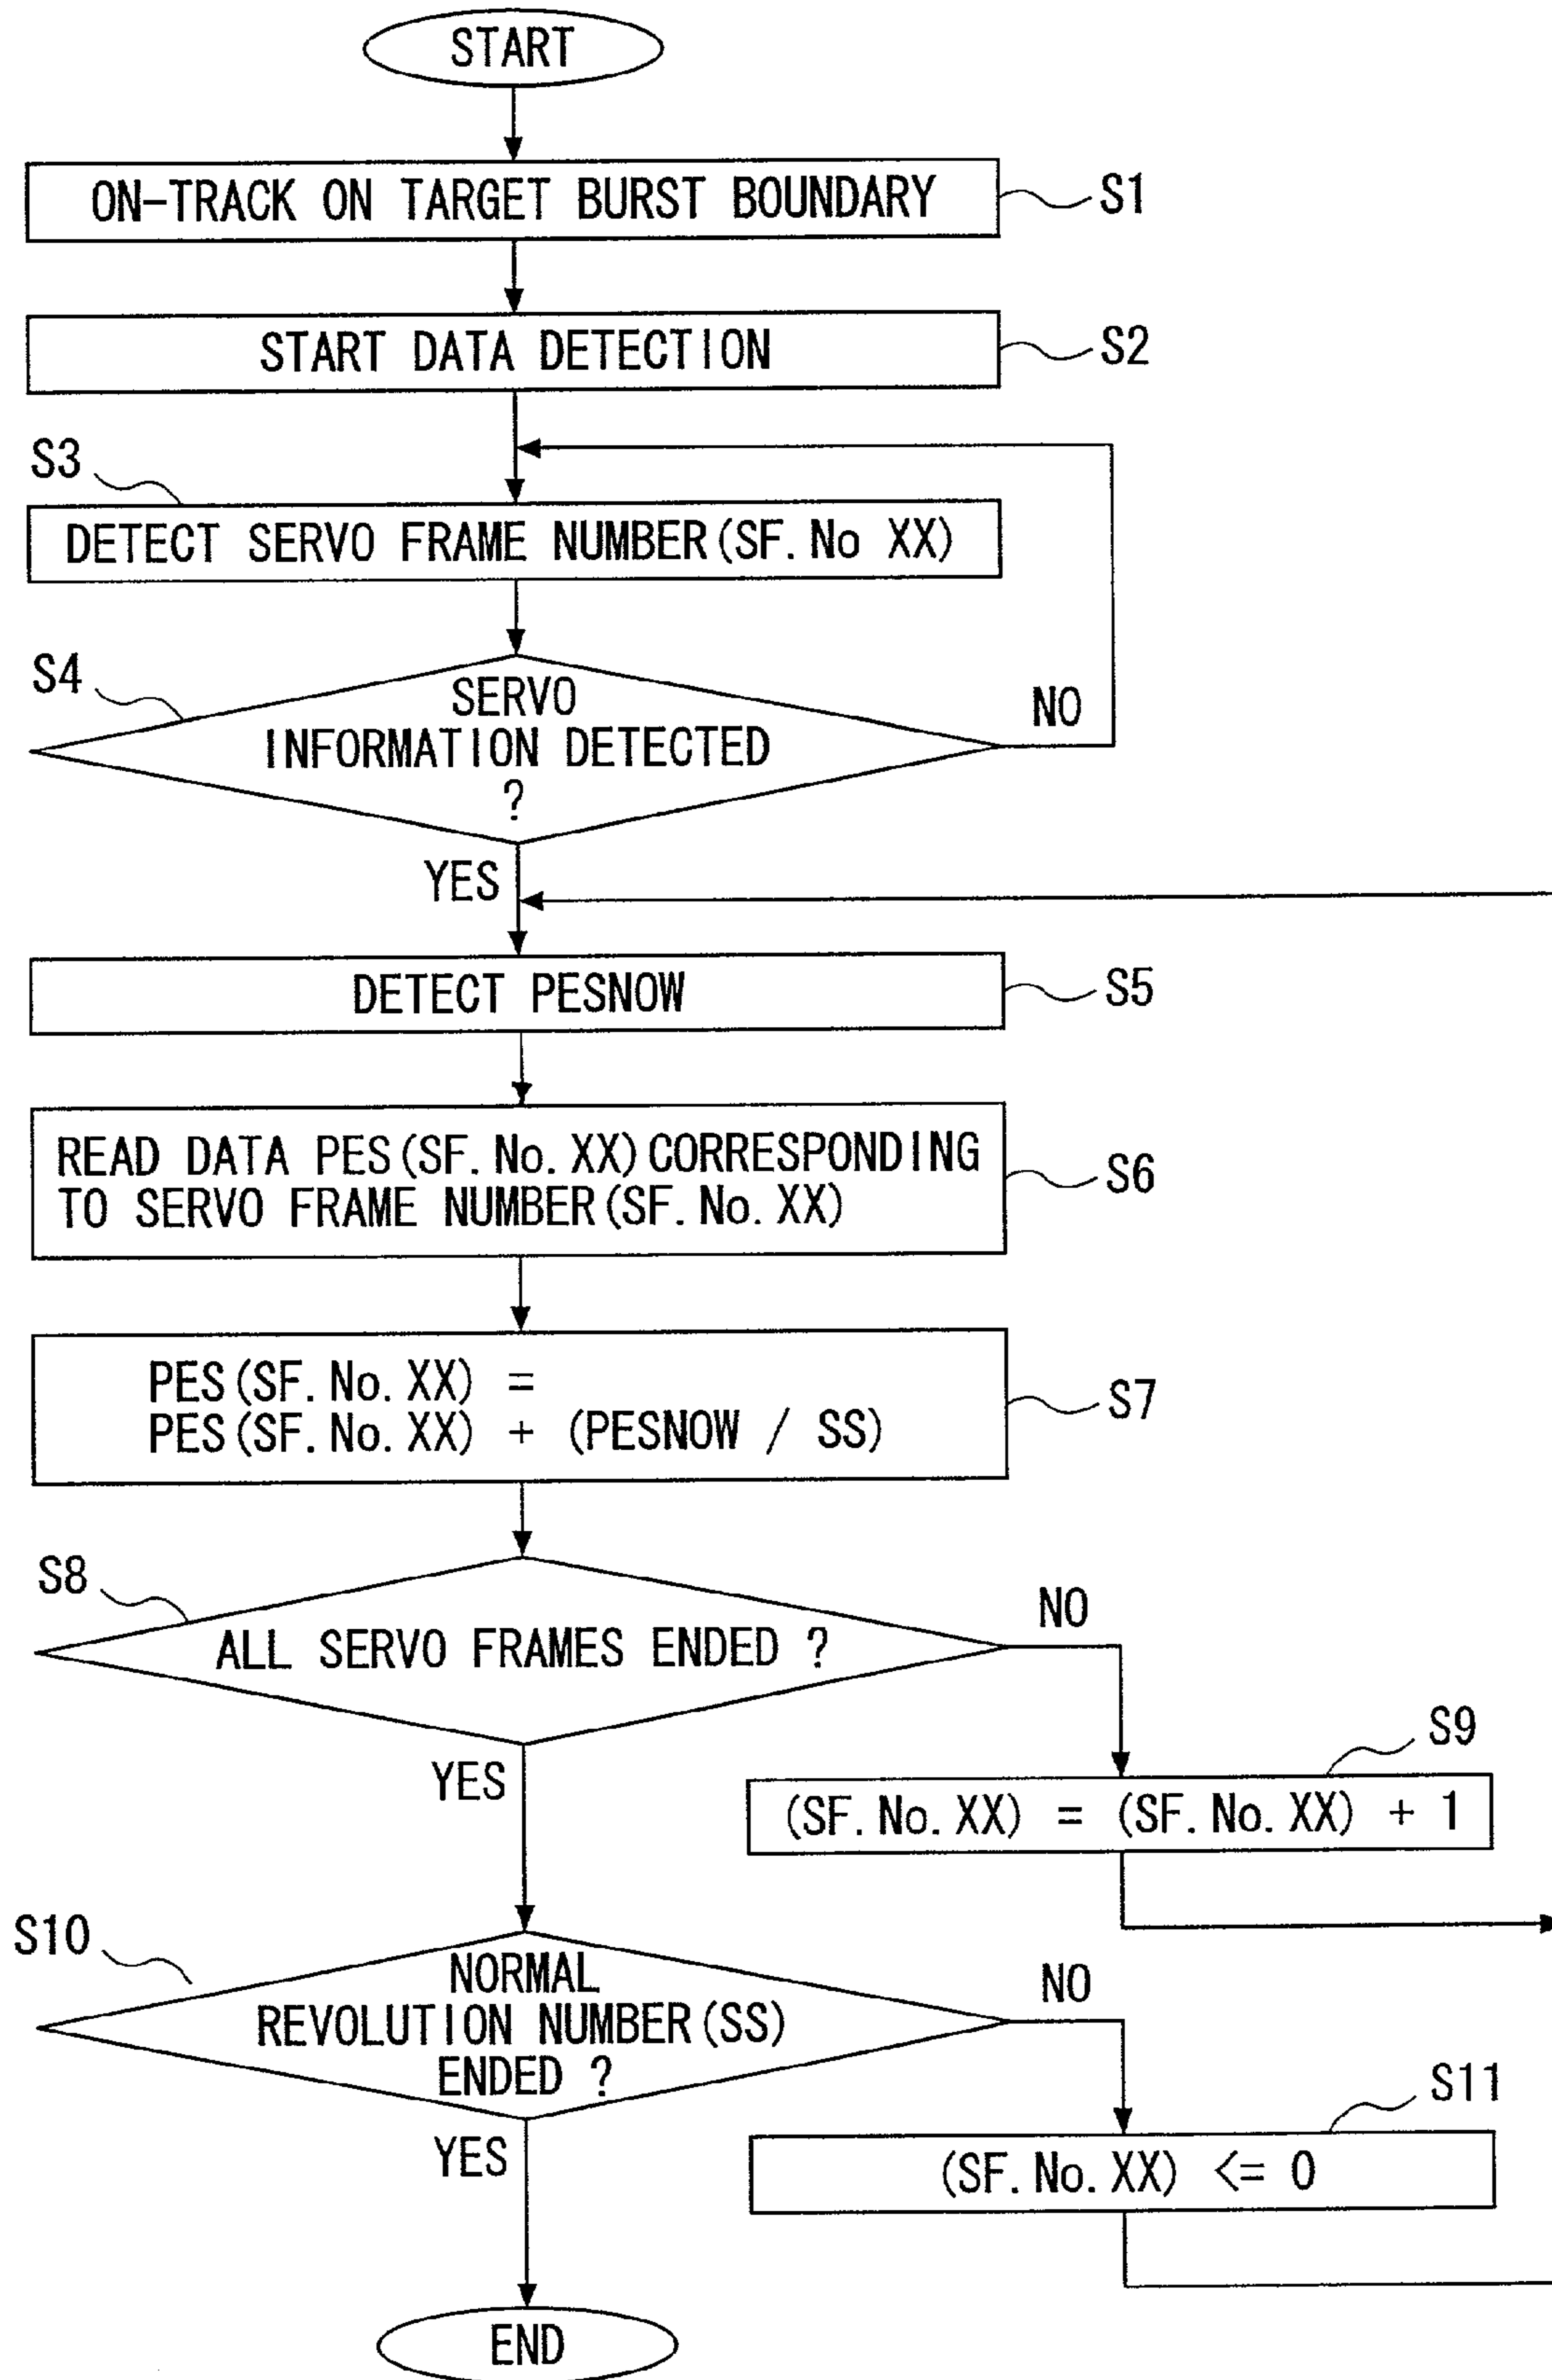 START
ON-TRACK ON TARGET BURST BOUNDARY
S1
START DATA DETECTION
S2
S3
DETECT SERVO FRAME NUMBER(SF. No XX)
S4
SERVO
INFORMATION DETECTED
?
NO
YES
DETECT PESNOW
S5
READ DATA PES(SF. No. XX)CORRESPONDING
TO SERVO FRAME NUMBER(SF. No. XX)
S6
PES(SF. No. XX) =
PES(SF. No. XX) + (PESNOW / SS)
S7
S8
ALL SERVO FRAMES ENDED ?
NO
YES
S9
(SF. No. XX) = (SF. No. XX) + 1
S10
NORMAL
REVOLUTION NUMBER(SS)
ENDED ?
NO
YES
S11
(SF. No. XX) <= 0
END